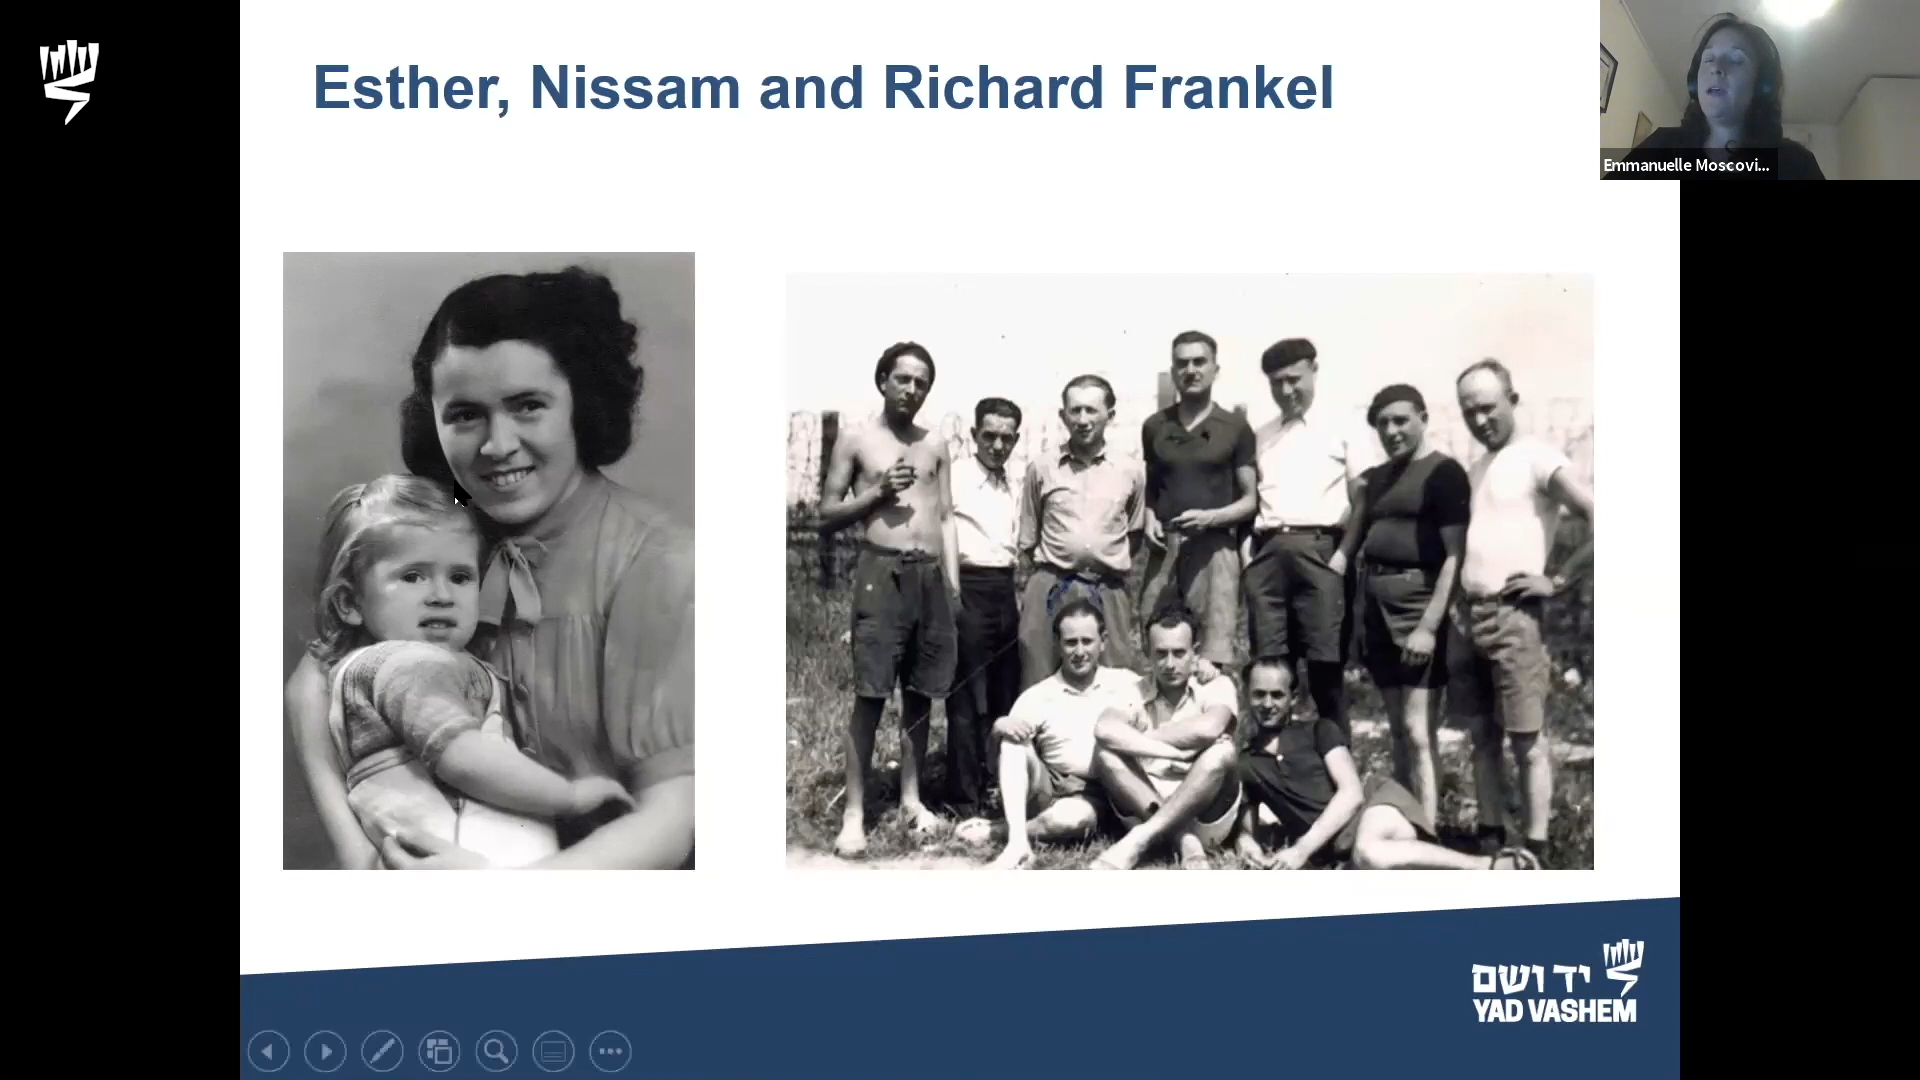 Esther, Nissam and Richard Frankel
Emmanuelle Moscovi...
יד ושם
YAD VASHEM